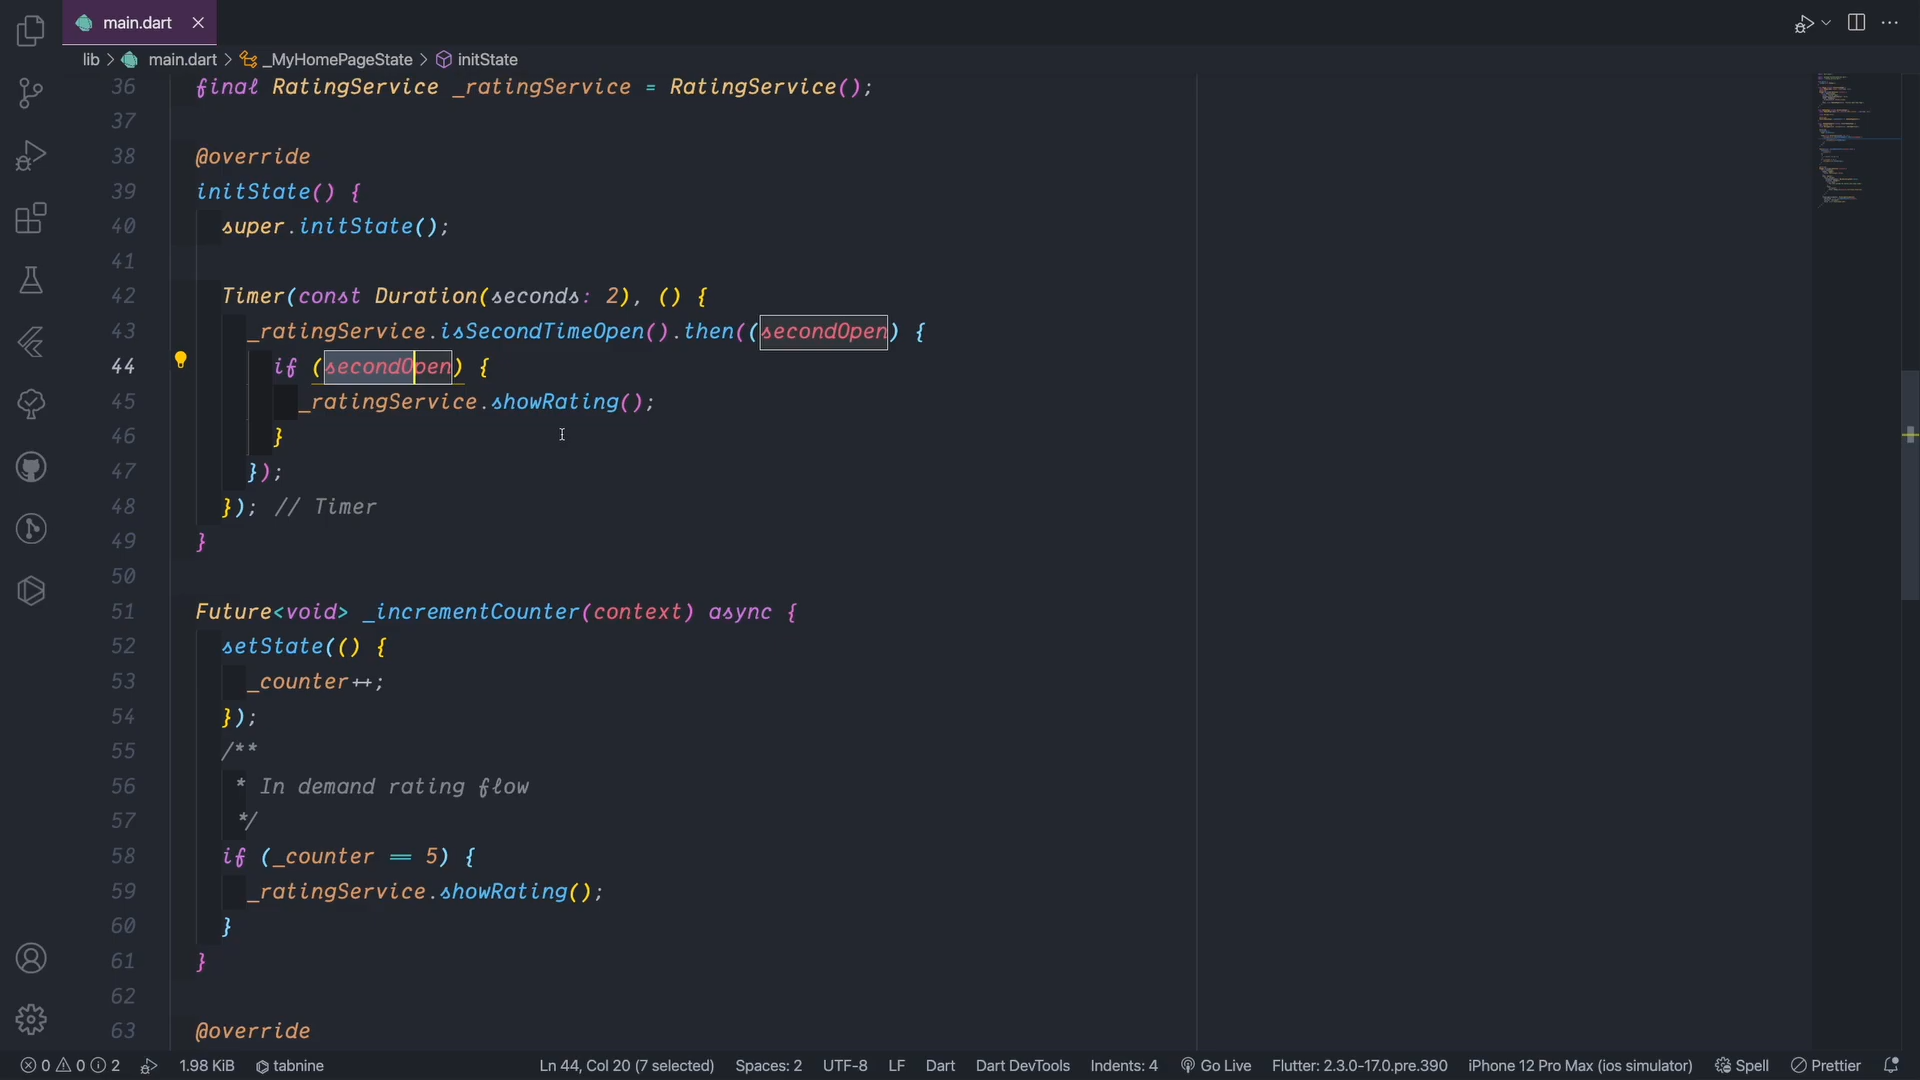 main.dart
lib > main.dart > _MyHomePageState > initState
36 final RatingService _ratingService = RatingService();
37
38 @override
39 initState() {
40 super.initState();
41
42 Timer(const Duration(seconds: 2), () {
43 _ratingService.isSecondTimeOpen().then((secondOpen) {
44 if (secondOpen) {
45 _ratingService.showRating();
46 }
47 });
48 }); // Timer
49 }
50
51 Future<void> _incrementCounter(context) async {
52 setState(() {
53 _counter++;
54 });
55 /**
56 * In demand rating flow
57 */
58 if (_counter == 5) {
59 _ratingService.showRating();
60 }
61 }
62
63 @override
0 0 2 1.98 KiB tabnine Ln 44, Col 20 (7 selected) Spaces: 2 UTF-8 LF Dart Dart DevTools Indents: 4 Go Live Flutter: 2.3.0-17.0.pre.390 iPhone 12 Pro Max (ios simulator) Spell Prettier